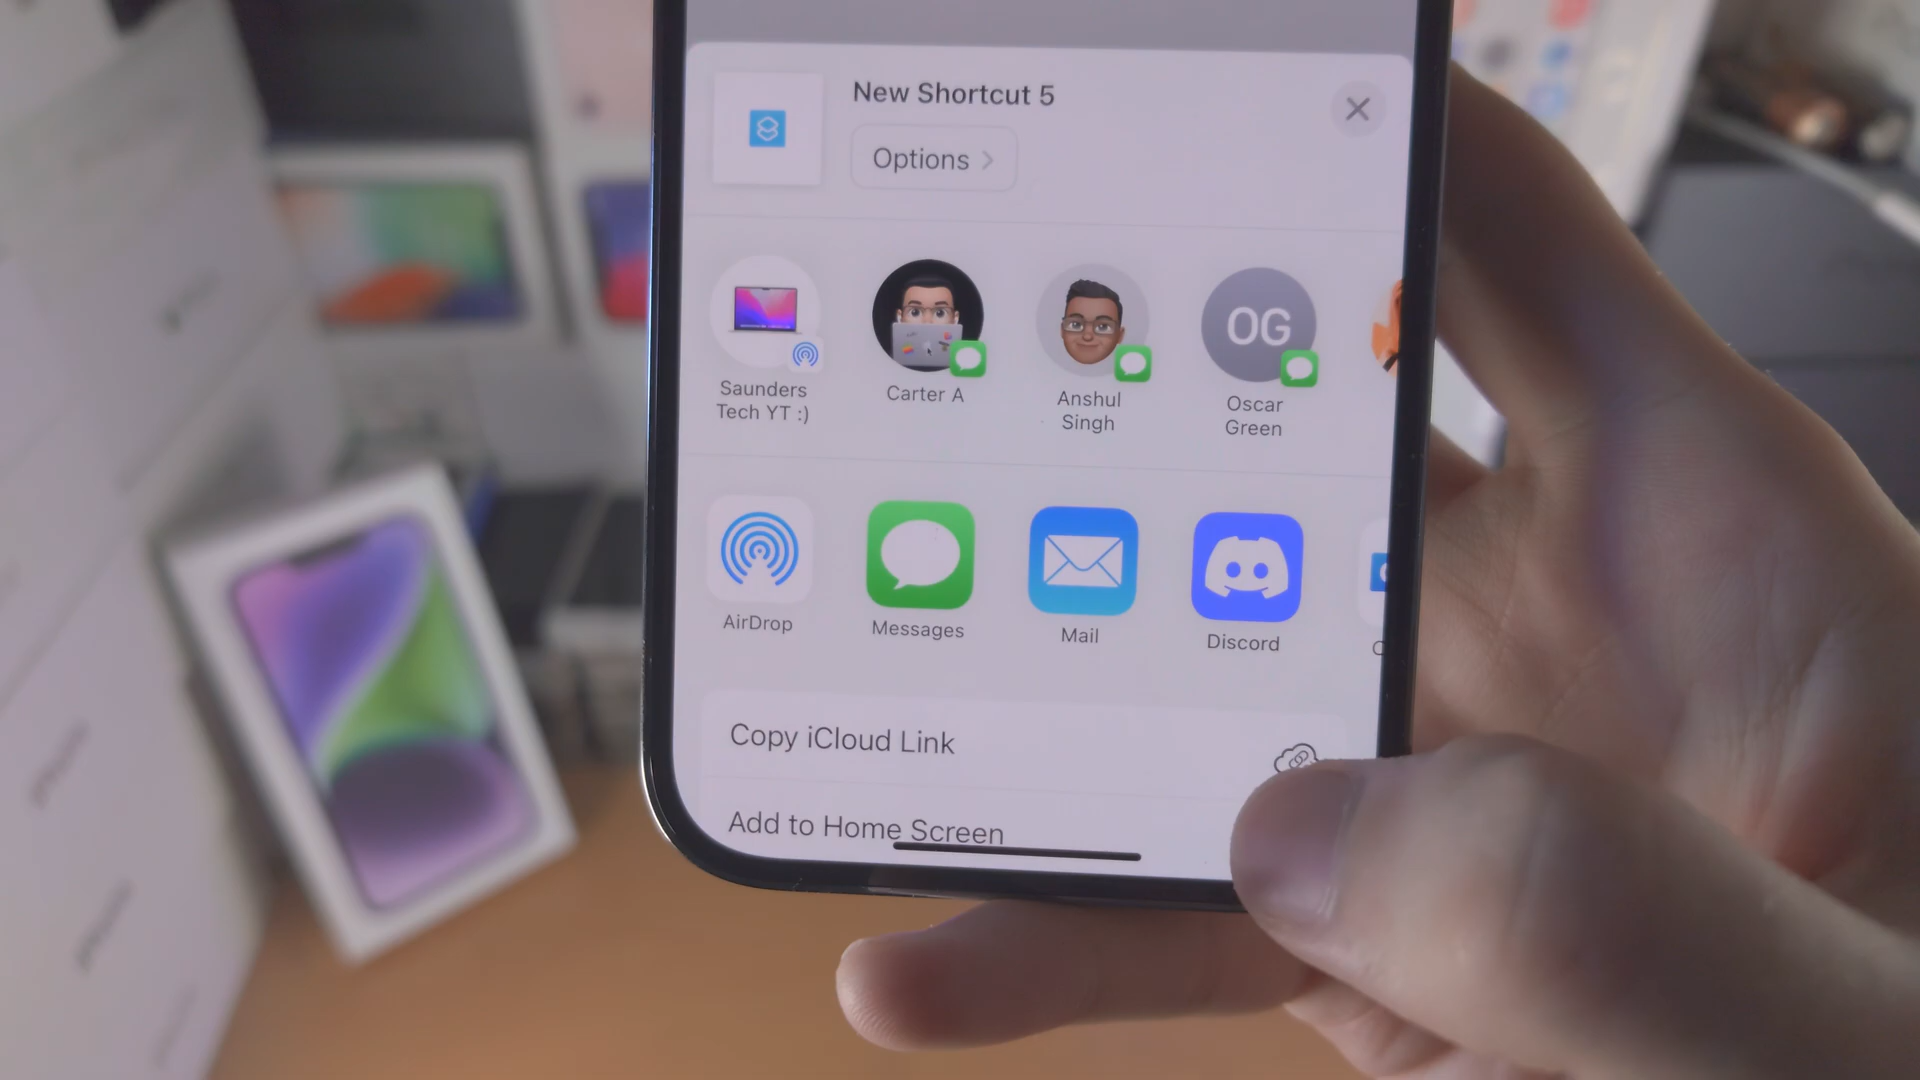 New Shortcut 5
Options
Saunders
Tech YT :)
Carter A
Anshul
Singh
OG
Oscar
Green
AirDrop
Messages
Mail
Discord
Copy iCloud Link
Add to Home Screen